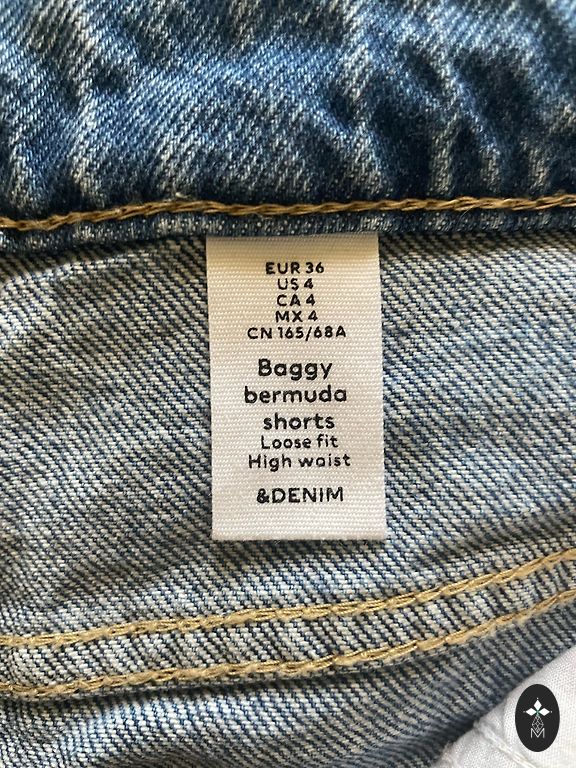 EUR 36
US 4
CA 4
MX 4
CN 165/68A
Baggy
bermuda
shorts
Loose fit
High waist
&DENIM
M